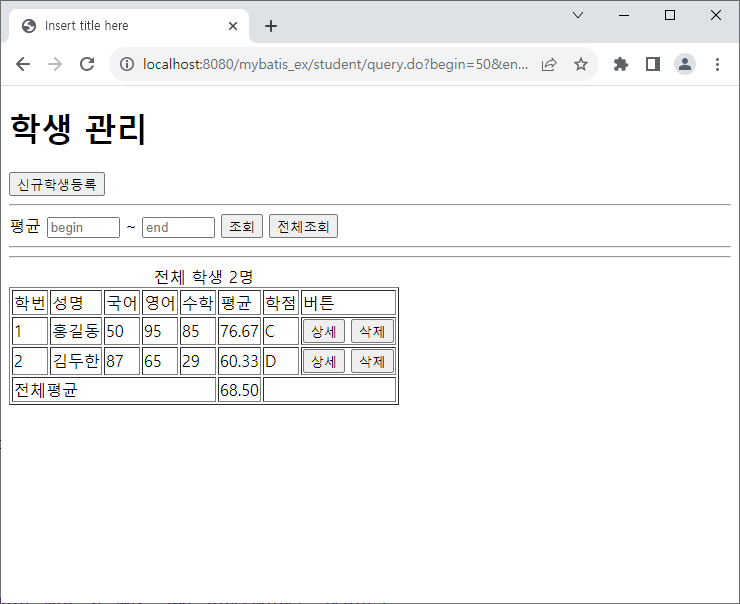 Insert title here
localhost:8080/mybatis_ex/student/query.do?begin=50&en...
학생 관리
신규학생등록
평균 begin ~ end 조회 전체조회
전체 학생 2명
학번 성명 국어 영어 수학 평균 학점 버튼
1 홍길동 50 95 85 76.67 C 상세 삭제
2 김두한 87 65 29 60.33 D 상세 삭제
전체평균 68.50